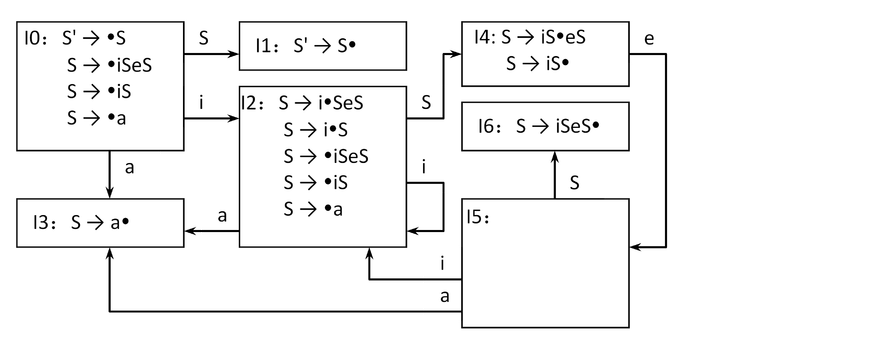 I0：S' → •S
S → •iSeS
S → •iS
S → •a
S
i
a
I1：S' → S•
I2：S → i•SeS
S → i•S
S → •iSeS
S → •iS
S → •a
S
i
a
I3：S → a•
I4: S → iS•eS
S → iS•
e
I6：S → iSeS•
S
I5：
i
a